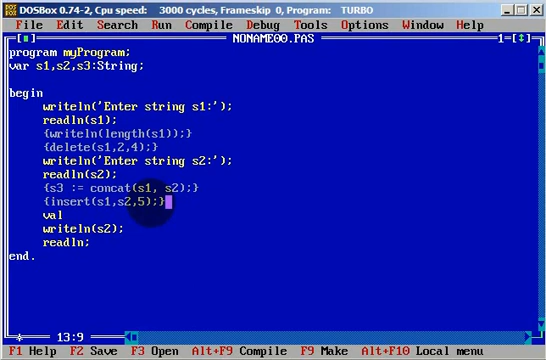 DOSBox 0.74-2, Cpu speed: 3000 cycles, Frameskip 0, Program: TURBO
File Edit Search Run Compile Debug Tools Options Window Help
NONAME00.PAS 1=[↕]
program myProgram;
var s1,s2,s3:String;
begin
writeln('Enter string s1:');
readln(s1);
{writeln(length(s1));}
{delete(s1,2,4);}
writeln('Enter string s2:');
readln(s2);
{s3 := concat(s1, s2);}
{insert(s1,s2,5);}
val
writeln(s2);
readln;
end.
13:9
F1 Help F2 Save F3 Open Alt+F9 Compile F9 Make Alt+F10 Local menu